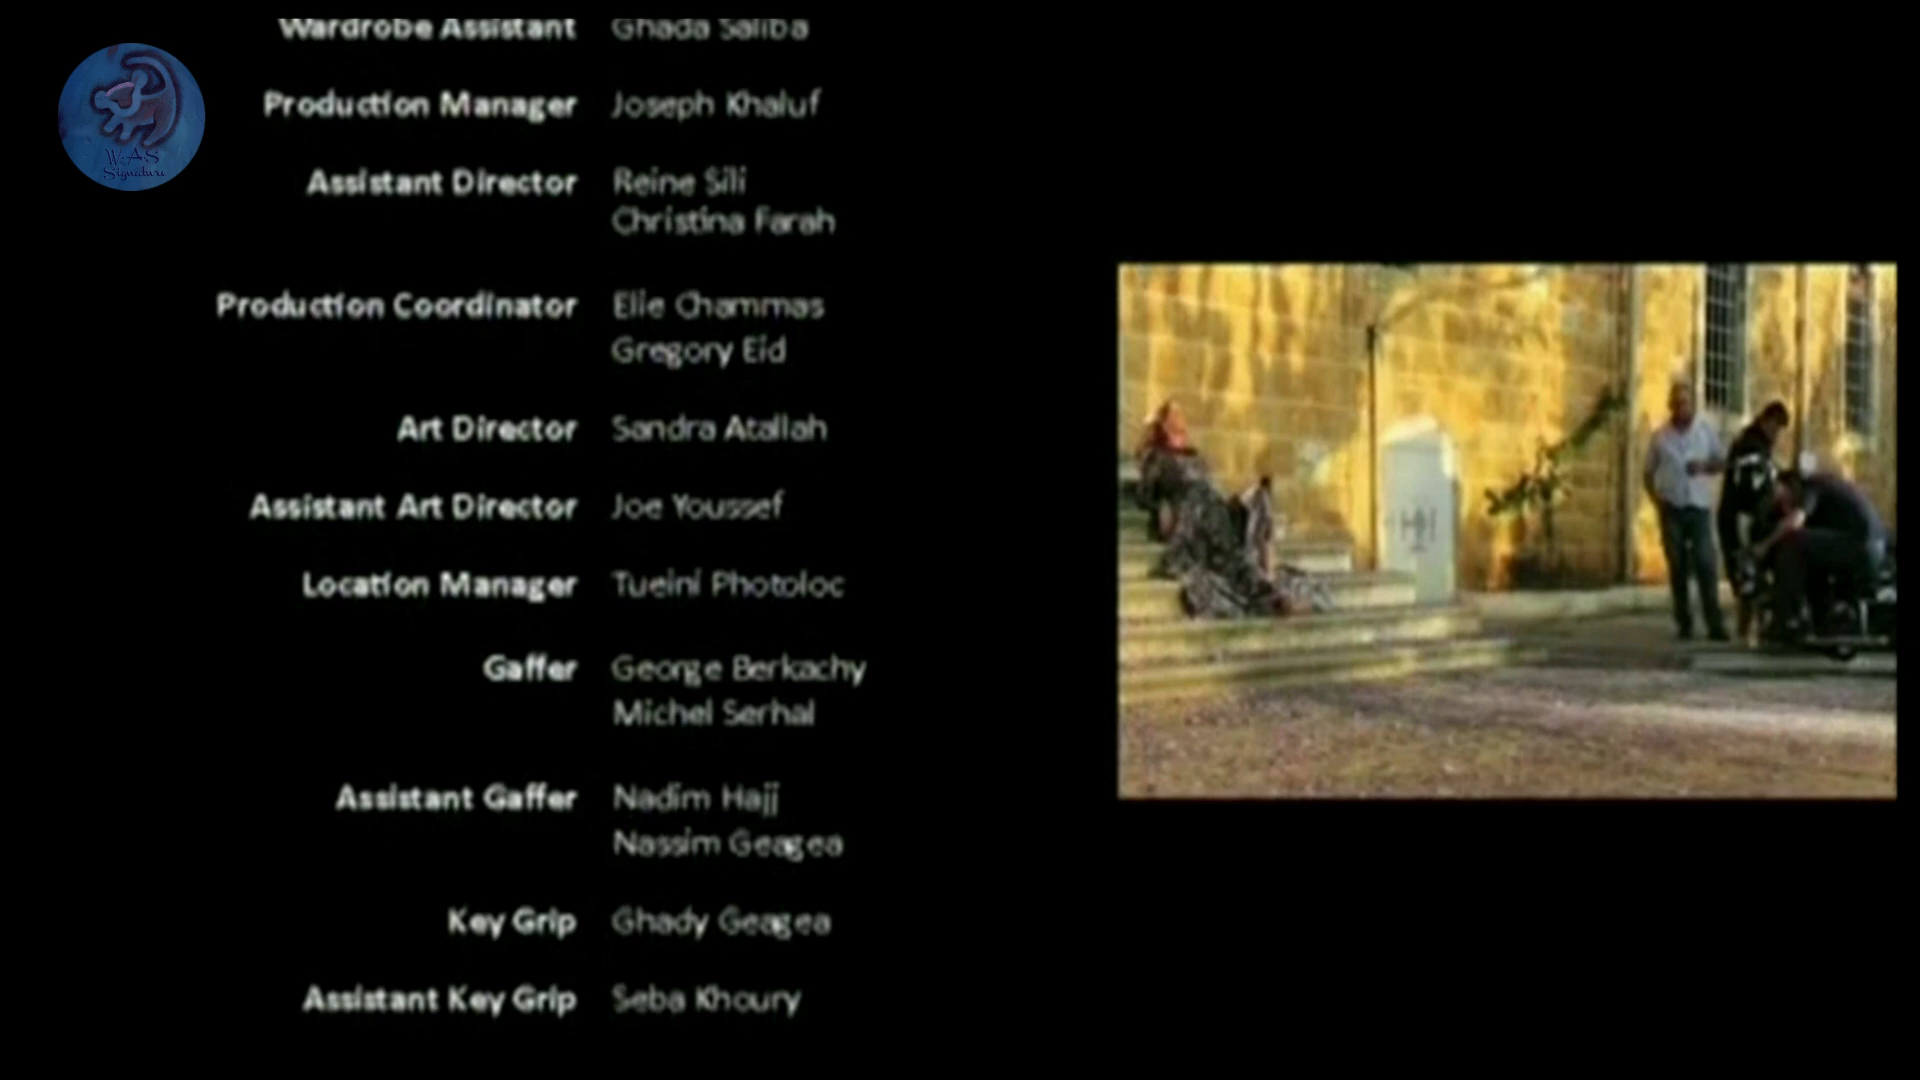 Wardrobe Assistant Ghada Saliba
W.A.S
Signature
Production Manager Joseph Khaluf
Assistant Director Reine Sili
Christina Farah
Production Coordinator Elie Chammas
Gregory Eid
Art Director Sandra Atallah
Assistant Art Director Joe Youssef
Location Manager Tueini Photoloc
Gaffer George Berkachy
Michel Serhal
Assistant Gaffer Nadim Hajj
Nassim Geagea
Key Grip Ghady Geagea
Assistant Key Grip Seba Khoury